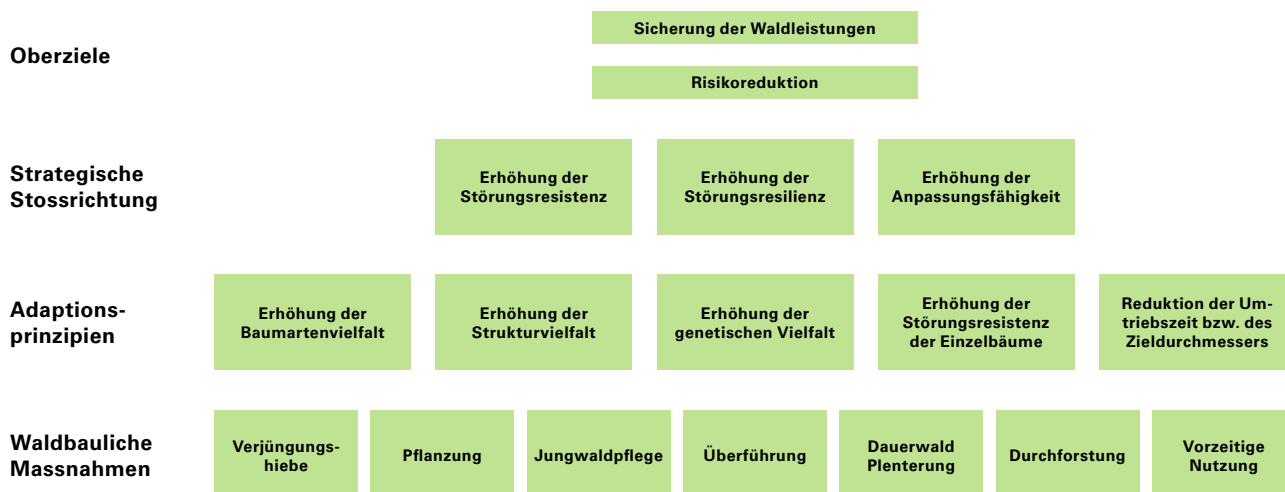 Oberziele
Sicherung der Waldleistungen
Risikoreduktion
Strategische
Stossrichtung
Erhöhung der
Störungsresistenz
Erhöhung der
Störungsresilienz
Erhöhung der
Anpassungsfähigkeit
Adaptions-
prinzipien
Erhöhung der
Baumartenvielfalt
Erhöhung der
Strukturvielfalt
Erhöhung der
genetischen Vielfalt
Erhöhung der
Störungsresistenz
der Einzelbäume
Reduktion der Um-
triebszeit bzw. des
Zieldurchmessers
Waldbauliche
Massnahmen
Verjüngungs-
hiebe
Pflanzung
Jungwaldpflege
Überführung
Dauerwald
Plenterung
Durchforstung
Vorzeitige
Nutzung